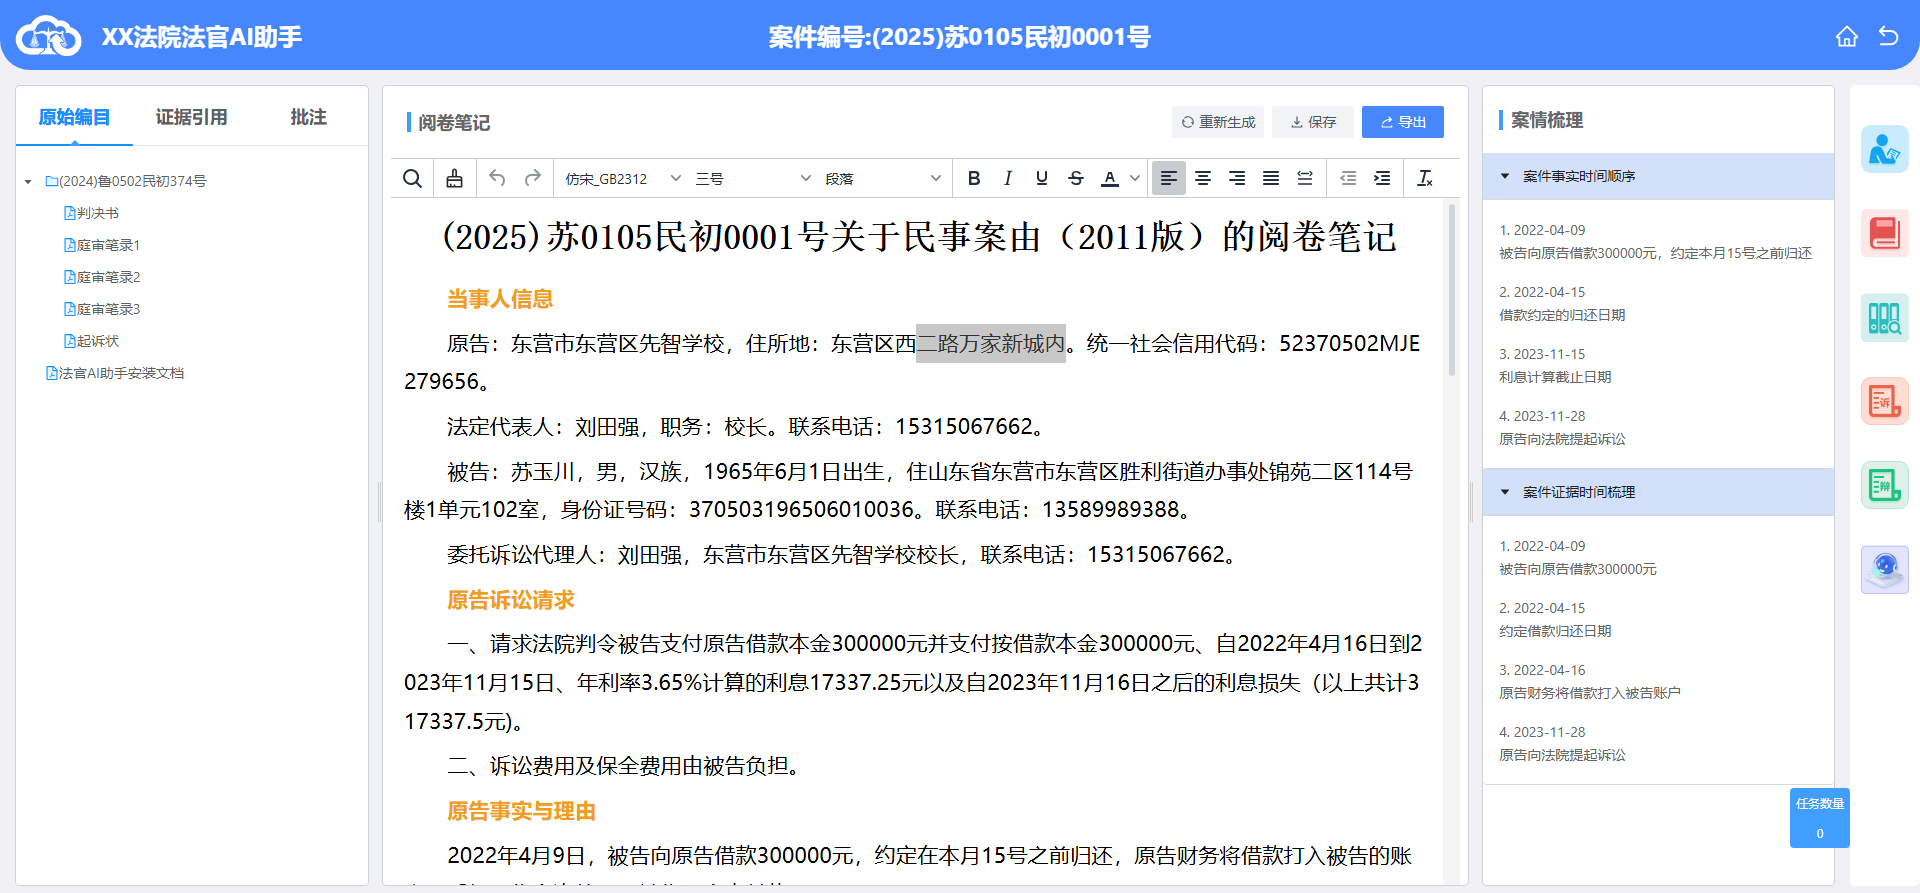 XX法院法官AI助手
案件编号:(2025)苏0105民初0001号
原始编目
证据引用
批注
(2024)鲁0502民初374号
判决书
庭审笔录1
庭审笔录2
庭审笔录3
起诉状
法官AI助手安装文档
阅卷笔记
重新生成
保存
导出
仿宋_GB2312
三号
段落
(2025)苏0105民初0001号关于民事案由（2011版）的阅卷笔记
当事人信息
原告：东营市东营区先智学校，住所地：东营区西二路万家新城内。统一社会信用代码：52370502MJE
279656。
法定代表人：刘田强，职务：校长。联系电话：15315067662。
被告：苏玉川，男，汉族，1965年6月1日出生，住山东省东营市东营区胜利街道办事处锦苑二区114号
楼1单元102室，身份证号码：370503196506010036。联系电话：13589989388。
委托诉讼代理人：刘田强，东营市东营区先智学校校长，联系电话：15315067662。
原告诉讼请求
一、请求法院判令被告支付原告借款本金300000元并支付按借款本金300000元、自2022年4月16日到2
023年11月15日、年利率3.65%计算的利息17337.25元以及自2023年11月16日之后的利息损失（以上共计3
17337.5元)。
二、诉讼费用及保全费用由被告负担。
原告事实与理由
2022年4月9日，被告向原告借款300000元，约定在本月15号之前归还，原告财务将借款打入被告的账
案情梳理
案件事实时间顺序
1. 2022-04-09
被告向原告借款300000元，约定本月15号之前归还
2. 2022-04-15
借款约定的归还日期
3. 2023-11-15
利息计算截止日期
4. 2023-11-28
原告向法院提起诉讼
案件证据时间梳理
1. 2022-04-09
被告向原告借款300000元
2. 2022-04-15
约定借款归还日期
3. 2022-04-16
原告财务将借款打入被告账户
4. 2023-11-28
原告向法院提起诉讼
诉
辩
任务数量
0